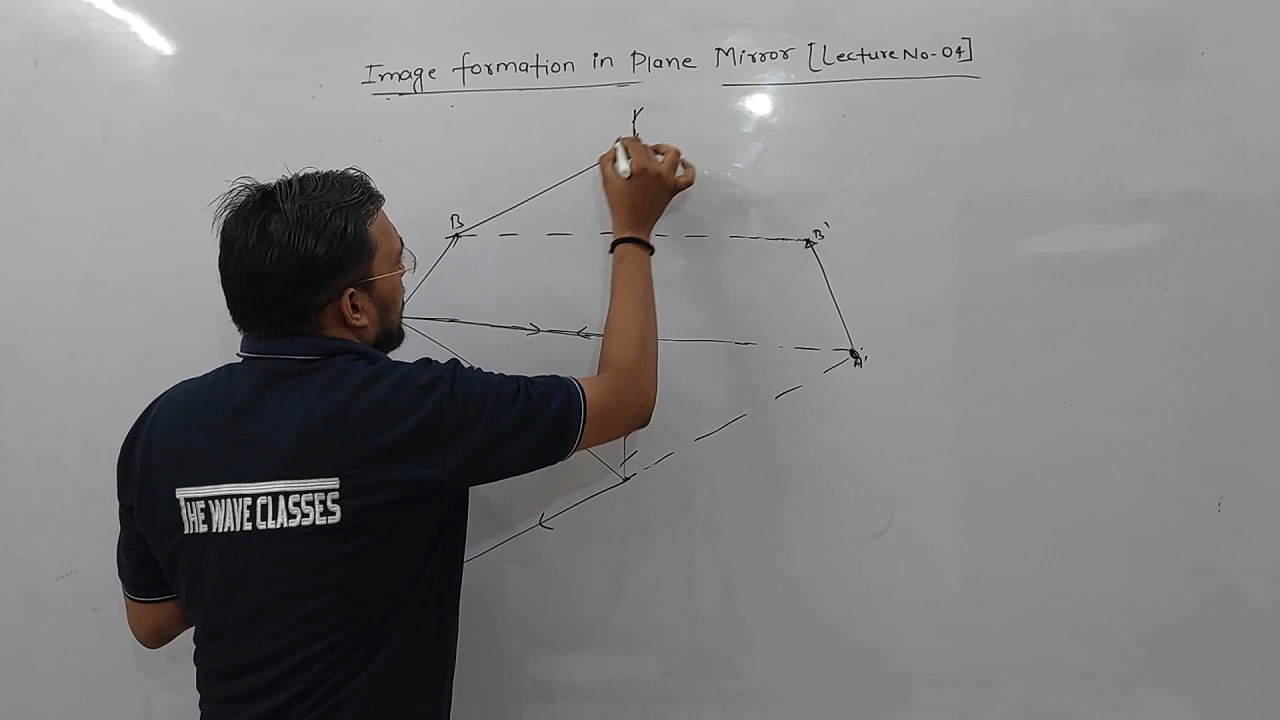 Image formation in Plane Mirror [Lecture No-04]
B
B'
A'
THE WAVE CLASSES